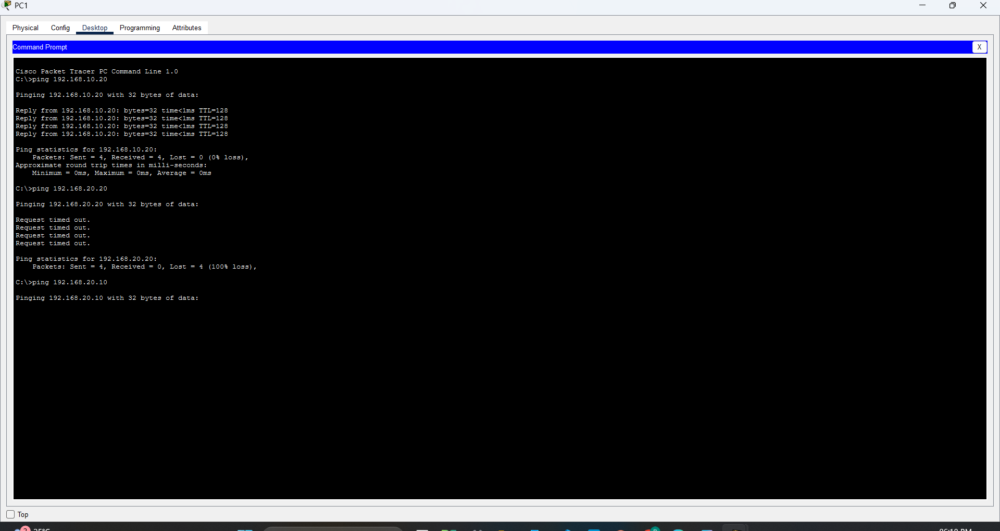 PC1
Physical Config Desktop Programming Attributes
Command Prompt
X
Cisco Packet Tracer PC Command Line 1.0
C:\>ping 192.168.10.20
Pinging 192.168.10.20 with 32 bytes of data:
Reply from 192.168.10.20: bytes=32 time<1ms TTL=128
Reply from 192.168.10.20: bytes=32 time<1ms TTL=128
Reply from 192.168.10.20: bytes=32 time<1ms TTL=128
Reply from 192.168.10.20: bytes=32 time<1ms TTL=128
Ping statistics for 192.168.10.20:
Packets: Sent = 4, Received = 4, Lost = 0 (0% loss),
Approximate round trip times in milli-seconds:
Minimum = 0ms, Maximum = 0ms, Average = 0ms
C:\>ping 192.168.20.20
Pinging 192.168.20.20 with 32 bytes of data:
Request timed out.
Request timed out.
Request timed out.
Request timed out.
Ping statistics for 192.168.20.20:
Packets: Sent = 4, Received = 0, Lost = 4 (100% loss),
C:\>ping 192.168.20.10
Pinging 192.168.20.10 with 32 bytes of data:
Top